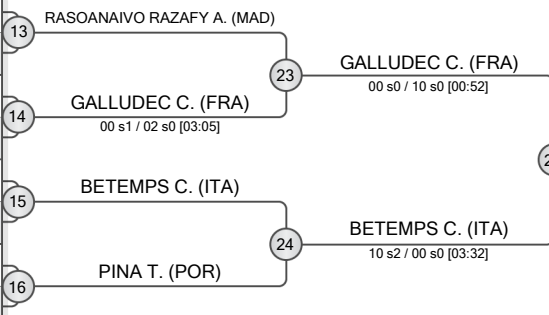 13
RASOANAIVO RAZAFY A. (MAD)
23
GALLUDEC C. (FRA)
00 s0 / 10 s0 [00:52]
14
GALLUDEC C. (FRA)
00 s1 / 02 s0 [03:05]
15
BETEMPS C. (ITA)
24
BETEMPS C. (ITA)
10 s2 / 00 s0 [03:32]
16
PINA T. (POR)